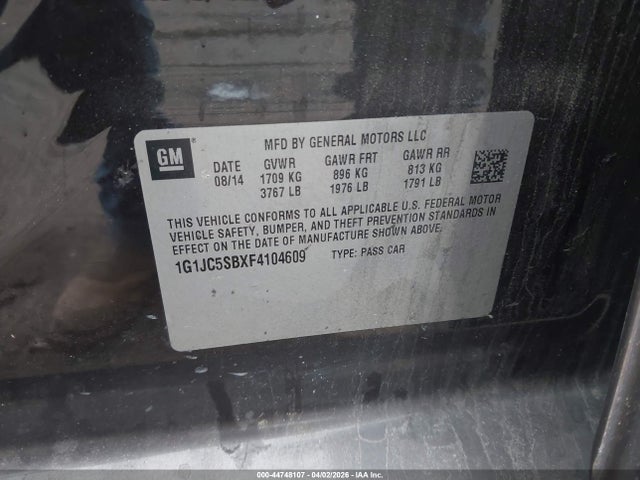 GM
MFD BY GENERAL MOTORS LLC
DATE GVWR GAWR FRT GAWR RR
08/14 1709 KG 896 KG 813 KG
3767 LB 1976 LB 1791 LB
THIS VEHICLE CONFORMS TO ALL APPLICABLE U.S. FEDERAL MOTOR
VEHICLE SAFETY, BUMPER, AND THEFT PREVENTION STANDARDS IN
EFFECT ON THE DATE OF MANUFACTURE SHOWN ABOVE.
1G1JC5SBXF4104609 TYPE: PASS CAR
000-44748107 - 04/02/2026 - IAA Inc.